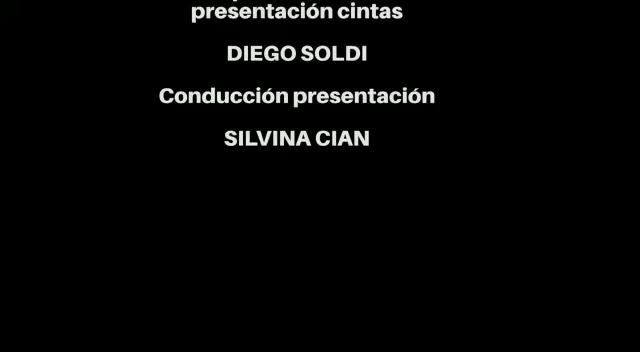 presentación cintas
DIEGO SOLDI
Conducción presentación
SILVINA CIAN